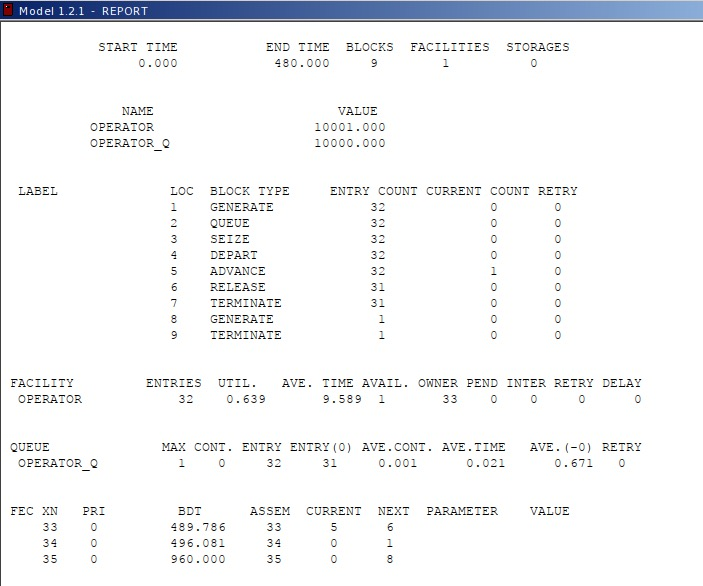 Model 1.2.1 - REPORT
START TIME END TIME BLOCKS FACILITIES STORAGES
0.000 480.000 9 1 0
NAME VALUE
OPERATOR 10001.000
OPERATOR_Q 10000.000
LABEL LOC BLOCK TYPE ENTRY COUNT CURRENT COUNT RETRY
1 GENERATE 32 0 0
2 QUEUE 32 0 0
3 SEIZE 32 0 0
4 DEPART 32 0 0
5 ADVANCE 32 1 0
6 RELEASE 31 0 0
7 TERMINATE 31 0 0
8 GENERATE 1 0 0
9 TERMINATE 1 0 0
FACILITY ENTRIES UTIL. AVE. TIME AVAIL. OWNER PEND INTER RETRY DELAY
OPERATOR 32 0.639 9.589 1 33 0 0 0 0
QUEUE MAX CONT. ENTRY ENTRY(0) AVE.CONT. AVE.TIME AVE.(-0) RETRY
OPERATOR_Q 1 0 32 31 0.001 0.021 0.671 0
FEC XN PRI BDT ASSEM CURRENT NEXT PARAMETER VALUE
33 0 489.786 33 5 6
34 0 496.081 34 0 1
35 0 960.000 35 0 8